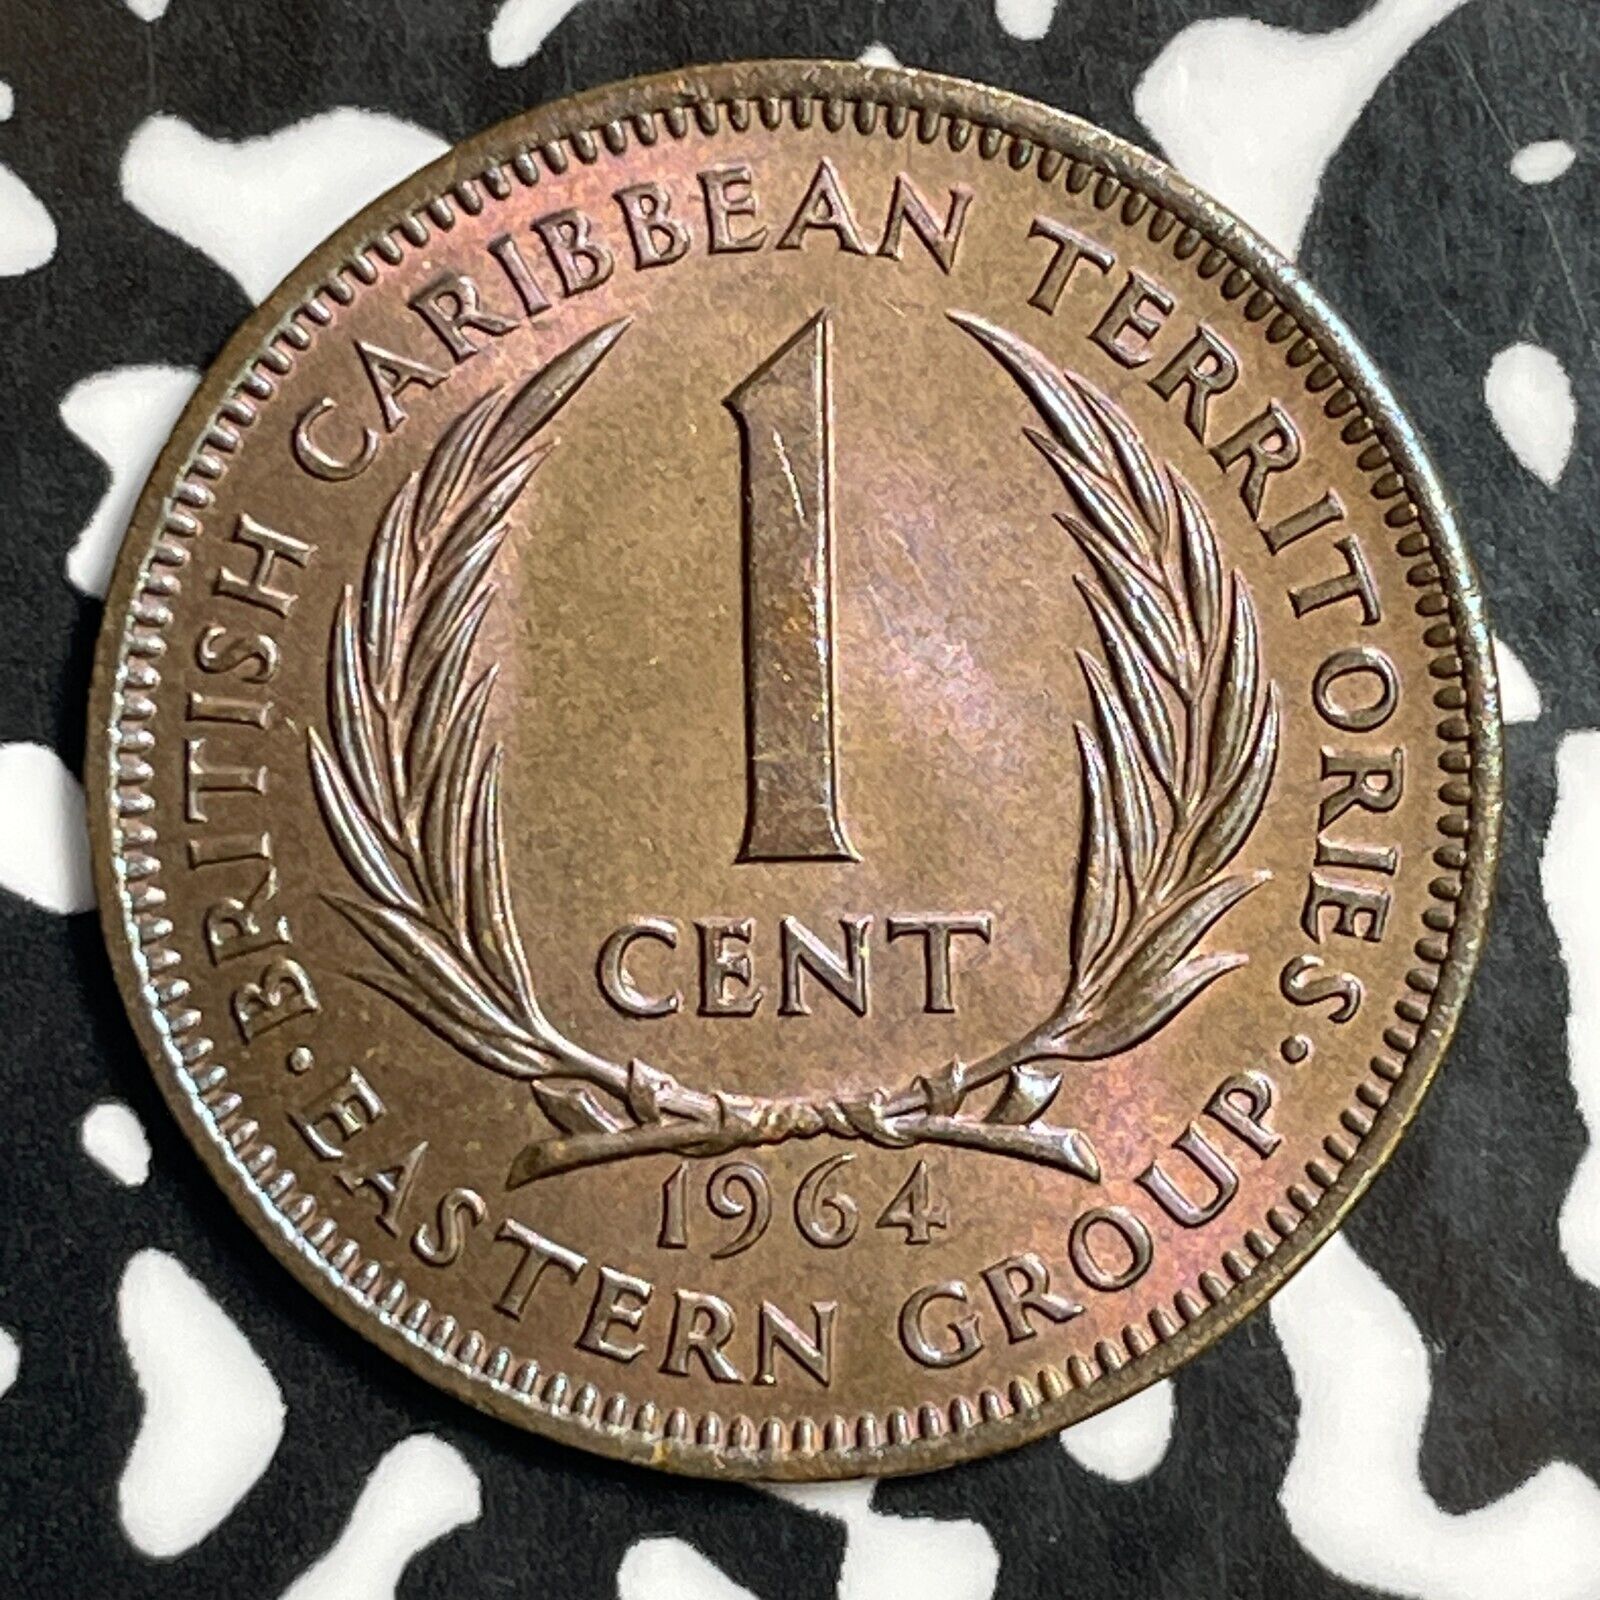 BRITISH CARIBBEAN TERRITORIES
1
CENT
1964
· EASTERN GROUP ·